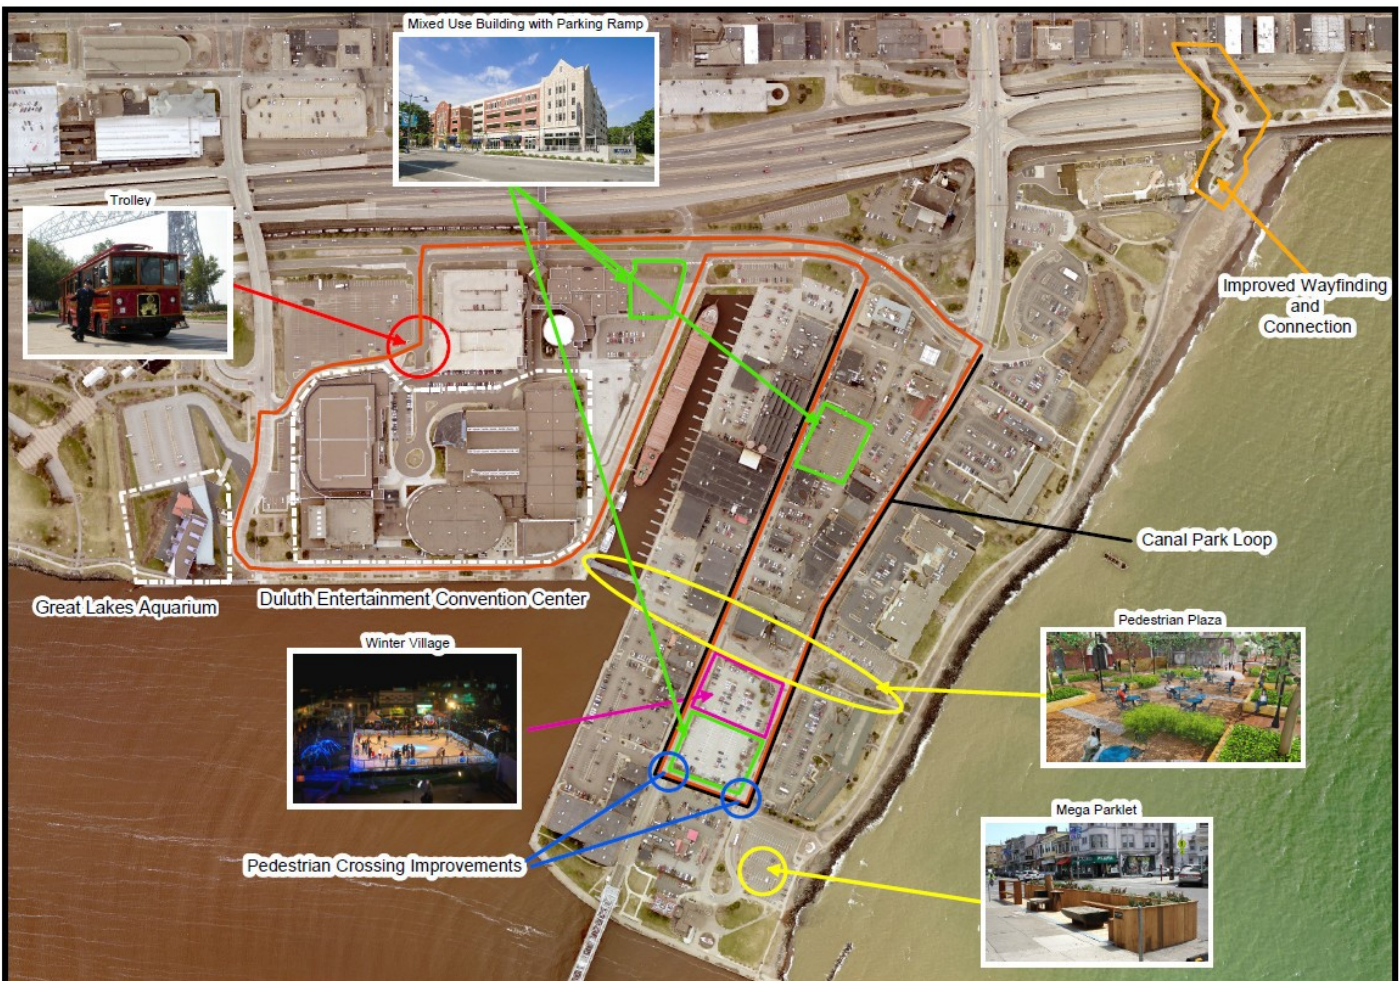 Mixed Use Building with Parking Ramp
Trolley
Improved Wayfinding
and
Connection
Canal Park Loop
Great Lakes Aquarium
Duluth Entertainment Convention Center
Pedestrian Plaza
Winter Village
Mega Parklet
Pedestrian Crossing Improvements